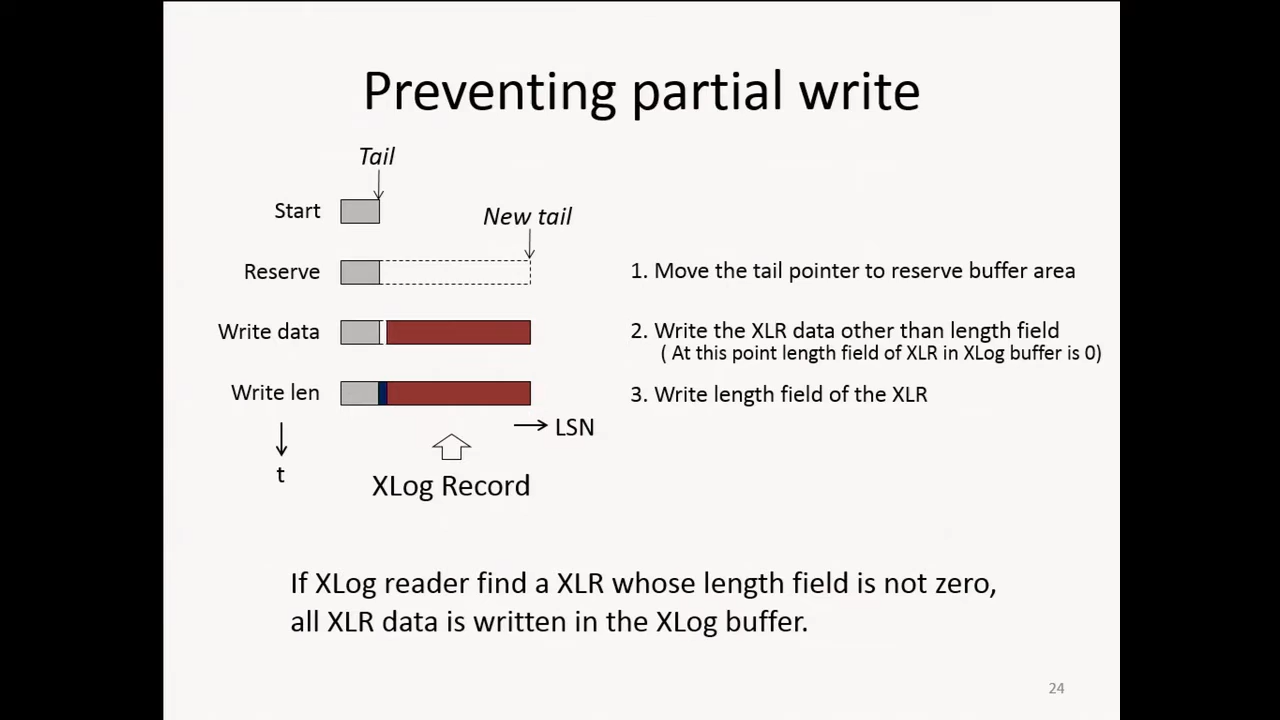 Preventing partial write
Tail
Start
New tail
Reserve
1. Move the tail pointer to reserve buffer area
Write data
2. Write the XLR data other than length field
( At this point length field of XLR in XLog buffer is 0)
Write len
3. Write length field of the XLR
LSN
t
XLog Record
If XLog reader find a XLR whose length field is not zero,
all XLR data is written in the XLog buffer.
24